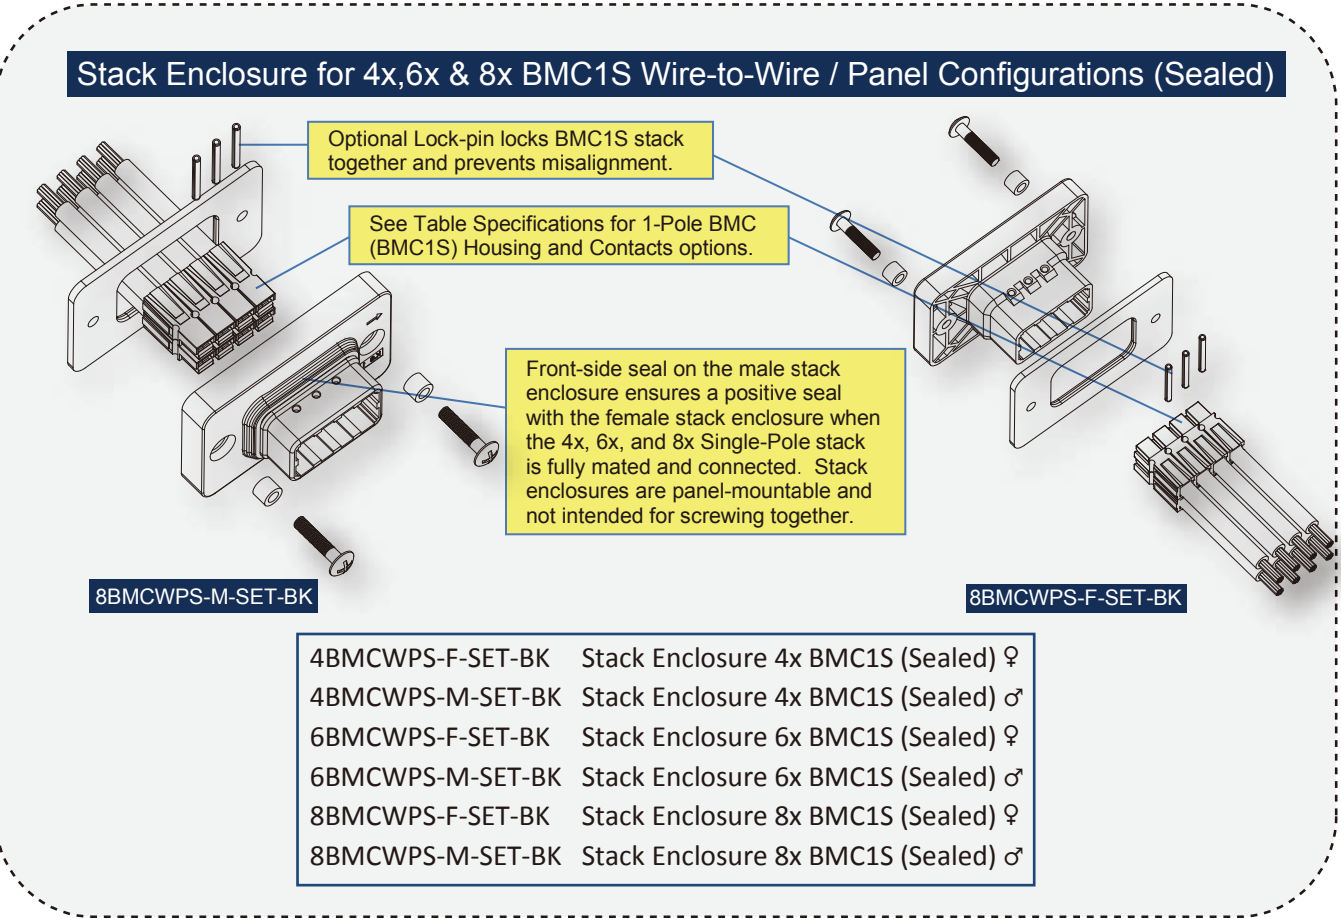 Stack Enclosure for 4x,6x & 8x BMC1S Wire-to-Wire / Panel Configurations (Sealed)
Optional Lock-pin locks BMC1S stack
together and prevents misalignment.
See Table Specifications for 1-Pole BMC
(BMC1S) Housing and Contacts options.
Front-side seal on the male stack
enclosure ensures a positive seal
with the female stack enclosure when
the 4x, 6x, and 8x Single-Pole stack
is fully mated and connected.  Stack
enclosures are panel-mountable and
not intended for screwing together.
8BMCWPS-M-SET-BK
8BMCWPS-F-SET-BK
4BMCWPS-F-SET-BK Stack Enclosure 4x BMC1S (Sealed) ♀
4BMCWPS-M-SET-BK Stack Enclosure 4x BMC1S (Sealed) ♂
6BMCWPS-F-SET-BK Stack Enclosure 6x BMC1S (Sealed) ♀
6BMCWPS-M-SET-BK Stack Enclosure 6x BMC1S (Sealed) ♂
8BMCWPS-F-SET-BK Stack Enclosure 8x BMC1S (Sealed) ♀
8BMCWPS-M-SET-BK Stack Enclosure 8x BMC1S (Sealed) ♂